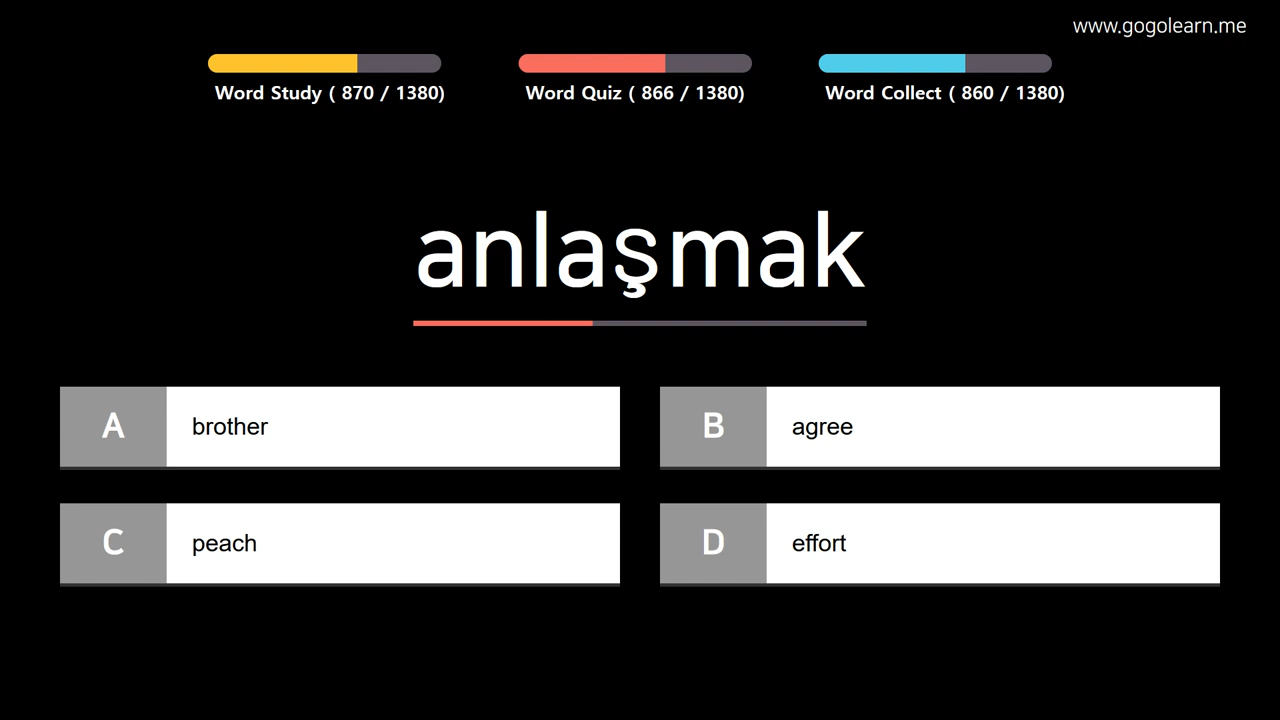 www.gogolearn.me
Word Study ( 870 / 1380)
Word Quiz ( 866 / 1380)
Word Collect ( 860 / 1380)
anlaşmak
A brother
B agree
C peach
D effort